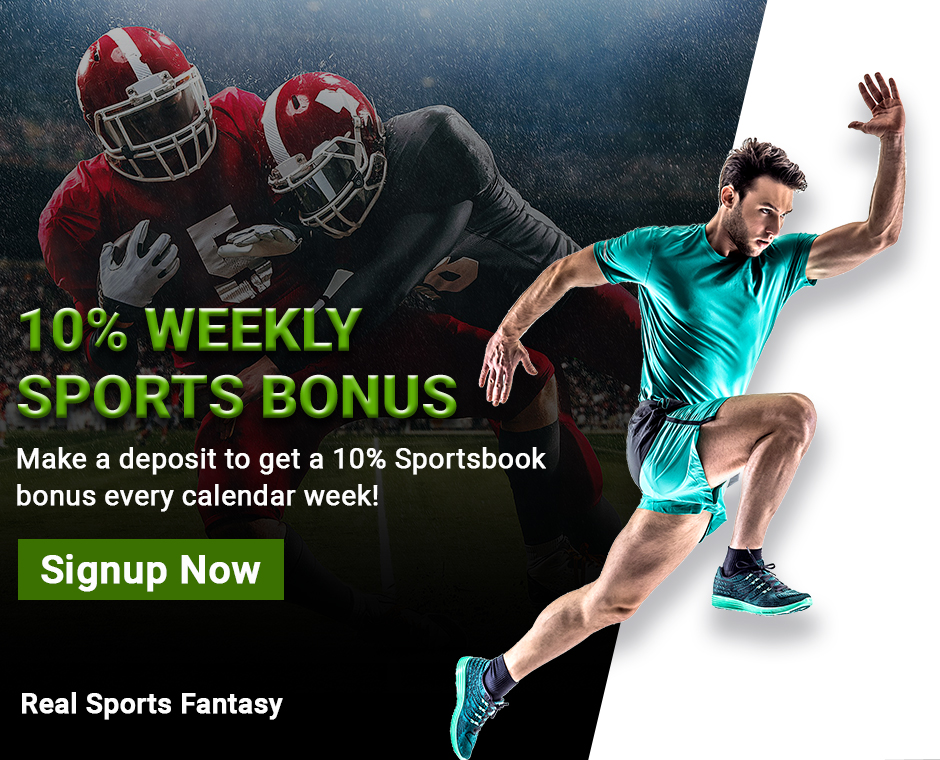 10% WEEKLY
SPORTS BONUS
Make a deposit to get a 10% Sportsbook
bonus every calendar week!
Signup Now
Real Sports Fantasy